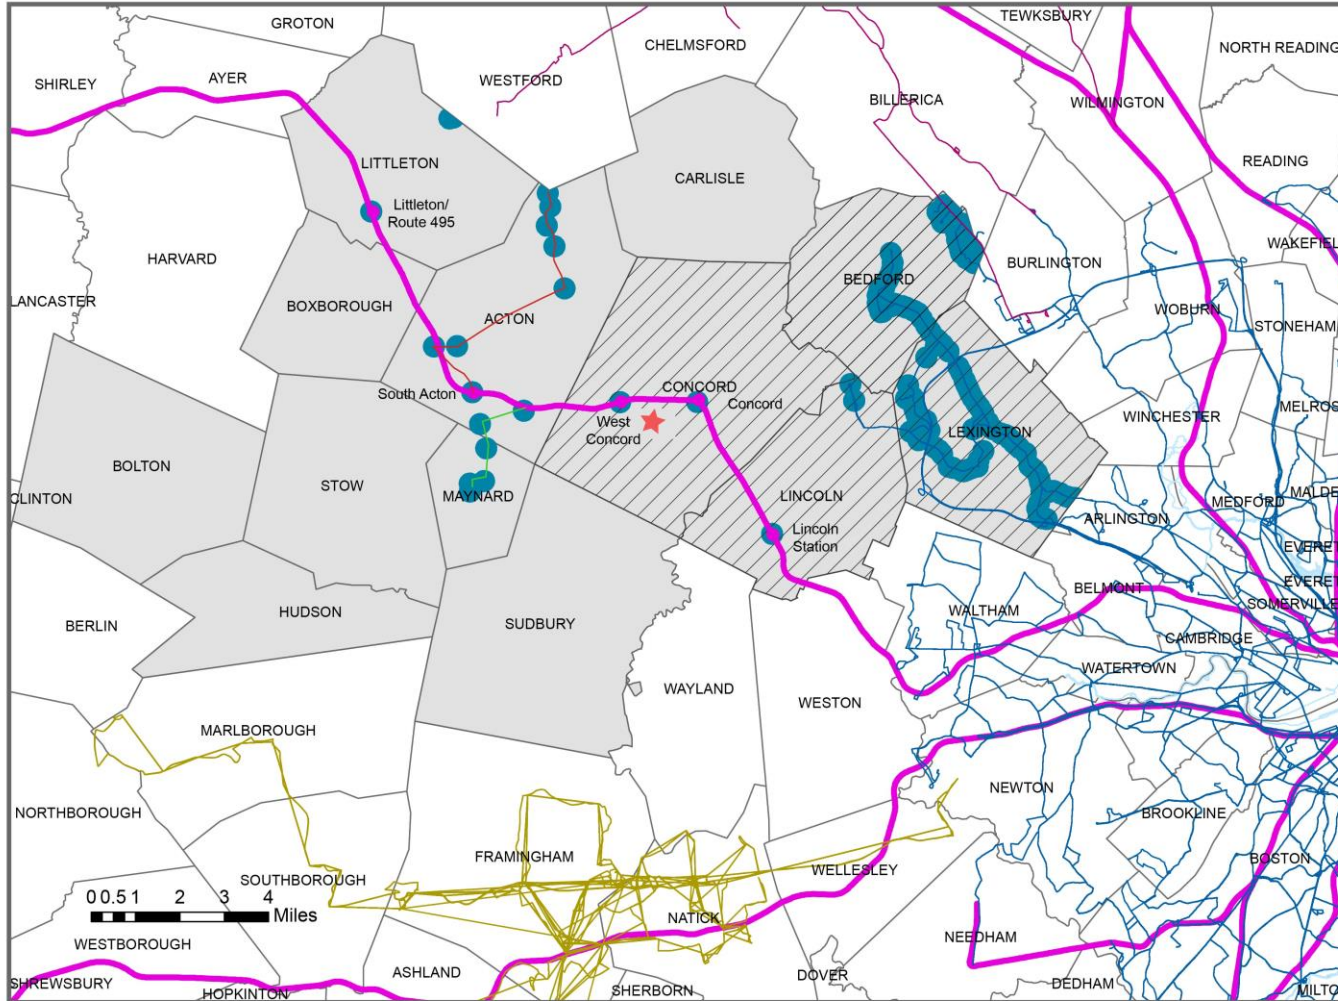 GROTON
TEWKSBURY
CHELMSFORD
NORTH READING
SHIRLEY
AYER
WESTFORD
BILLERICA
WILMINGTON
LITTLETON
READING
CARLISLE
Littleton/
Route 495
HARVARD
WAKEFIEL
BURLINGTON
BEDFORD
LANCASTER
BOXBOROUGH
ACTON
WOBURN
STONEHAM
South Acton
CONCORD
Concord
West
Concord
WINCHESTER
MELROS
LEXINGTON
BOLTON
STOW
CLINTON
MAYNARD
LINCOLN
MEDFORD
MALDE
Lincoln
Station
ARLINGTON
EVERET
EVERET
BELMONT
SOMERVILLE
HUDSON
WALTHAM
BERLIN
SUDBURY
CAMBRIDGE
WATERTOWN
WAYLAND
WESTON
MARLBOROUGH
NEWTON
NORTHBOROUGH
BROOKLINE
FRAMINGHAM
BOSTON
WELLESLEY
SOUTHBOROUGH
0 0.5 1 2 3 4
Miles
NATICK
NEEDHAM
WESTBOROUGH
ASHLAND
DOVER
SHREWSBURY
DEDHAM
HOPKINTON
SHERBORN
MILTO